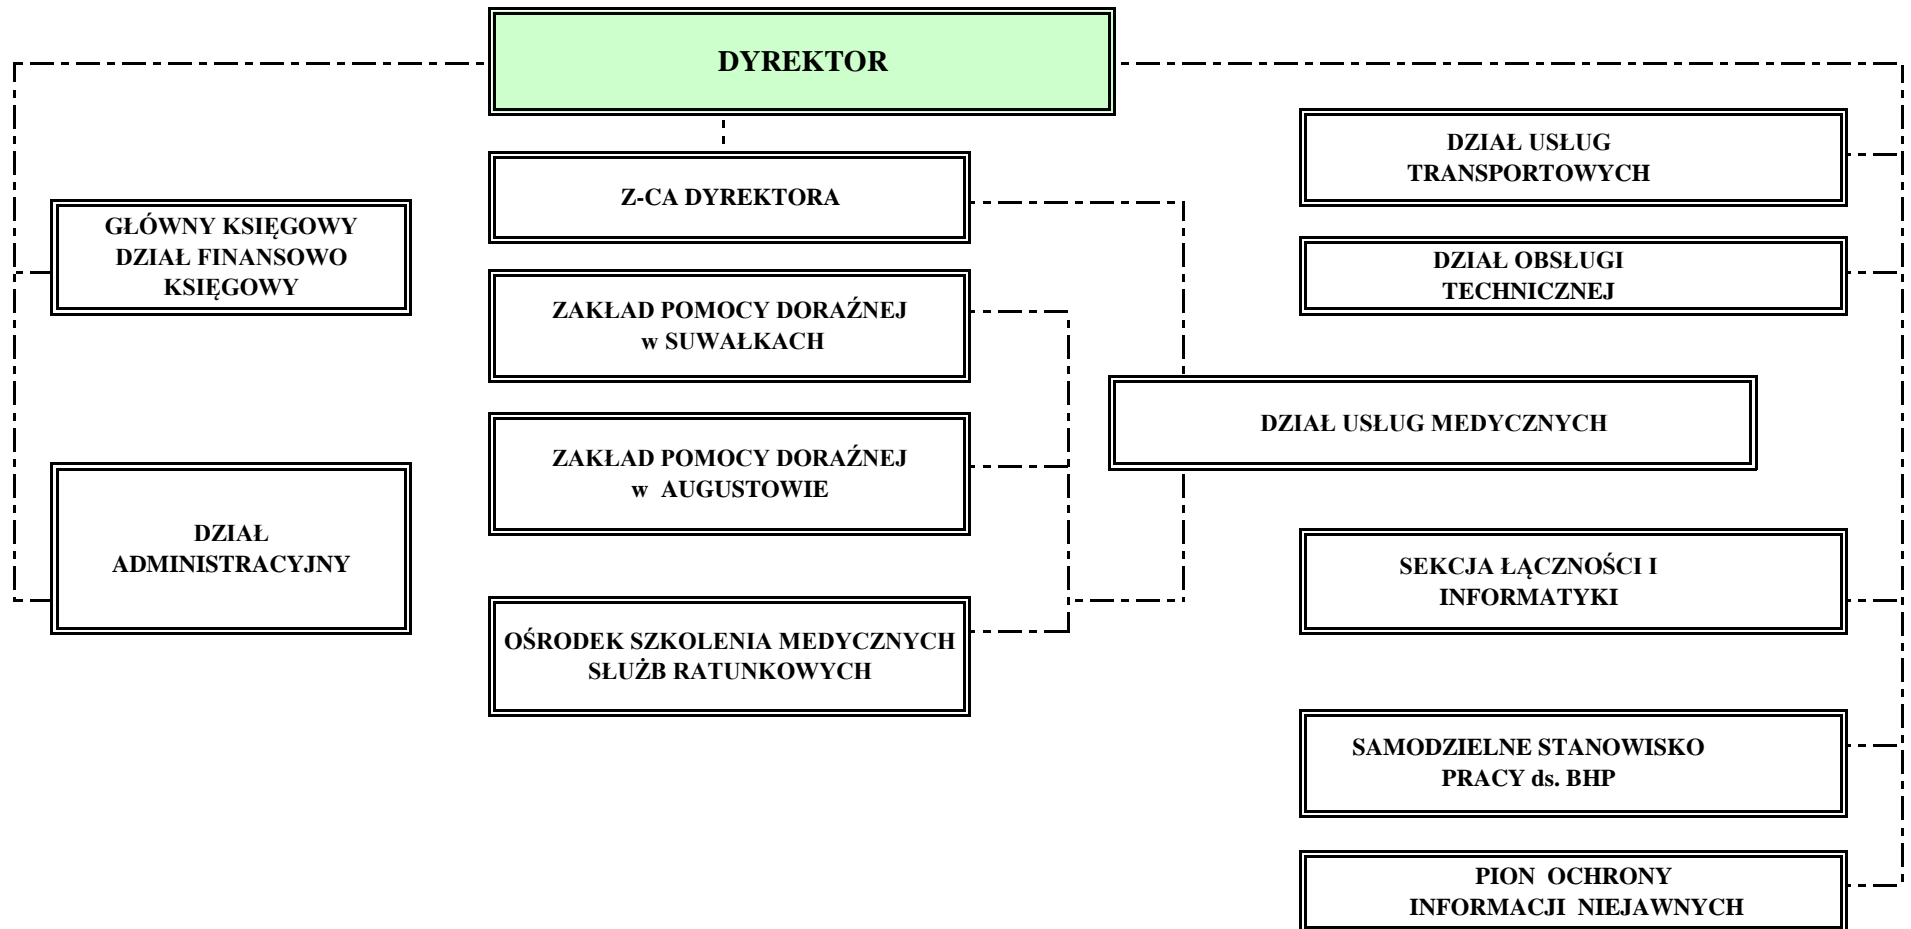 DYREKTOR
Z-CA DYREKTORA
GŁÓWNY KSIĘGOWY
DZIAŁ FINANSOWO
KSIĘGOWY
DZIAŁ
ADMINISTRACYJNY
ZAKŁAD POMOCY DORAŹNEJ
w SUWAŁKACH
ZAKŁAD POMOCY DORAŹNEJ
w AUGUSTOWIE
OŚRODEK SZKOLENIA MEDYCZNYCH
SŁUŻB RATUNKOWYCH
DZIAŁ USŁUG MEDYCZNYCH
DZIAŁ USŁUG
TRANSPORTOWYCH
DZIAŁ OBSŁUGI
TECHNICZNEJ
SEKCJA ŁĄCZNOŚCI I
INFORMATYKI
SAMODZIELNE STANOWISKO
PRACY ds. BHP
PION OCHRONY
INFORMACJI NIEJAWNYCH